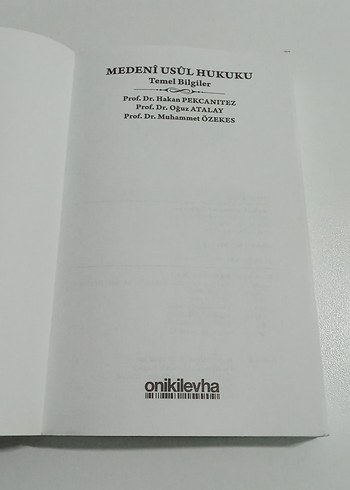 MEDENÎ USÛL HUKUKU
Temel Bilgiler
Prof. Dr. Hakan PEKCANITEZ
Prof. Dr. Oğuz ATALAY
Prof. Dr. Muhammet ÖZEKES
onikilevha